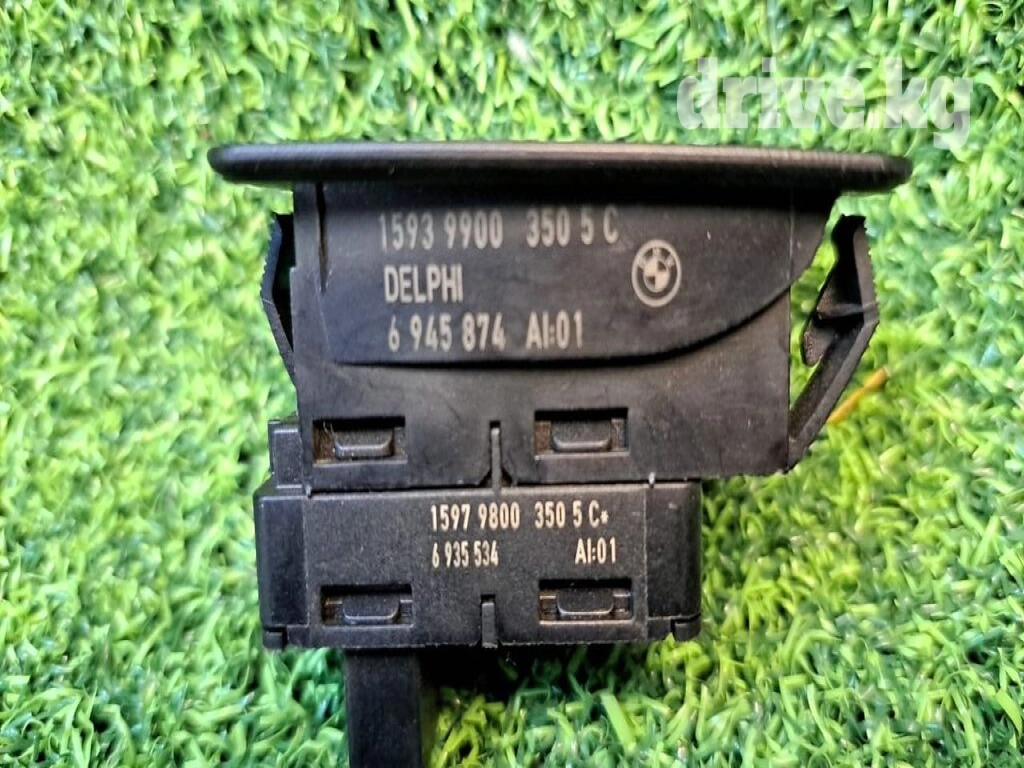 drive.kg
1593 9900 350 5 C
DELPHI
6 945 874 AI:01
1597 9800 350 5 C*
6 935 534 AI:01